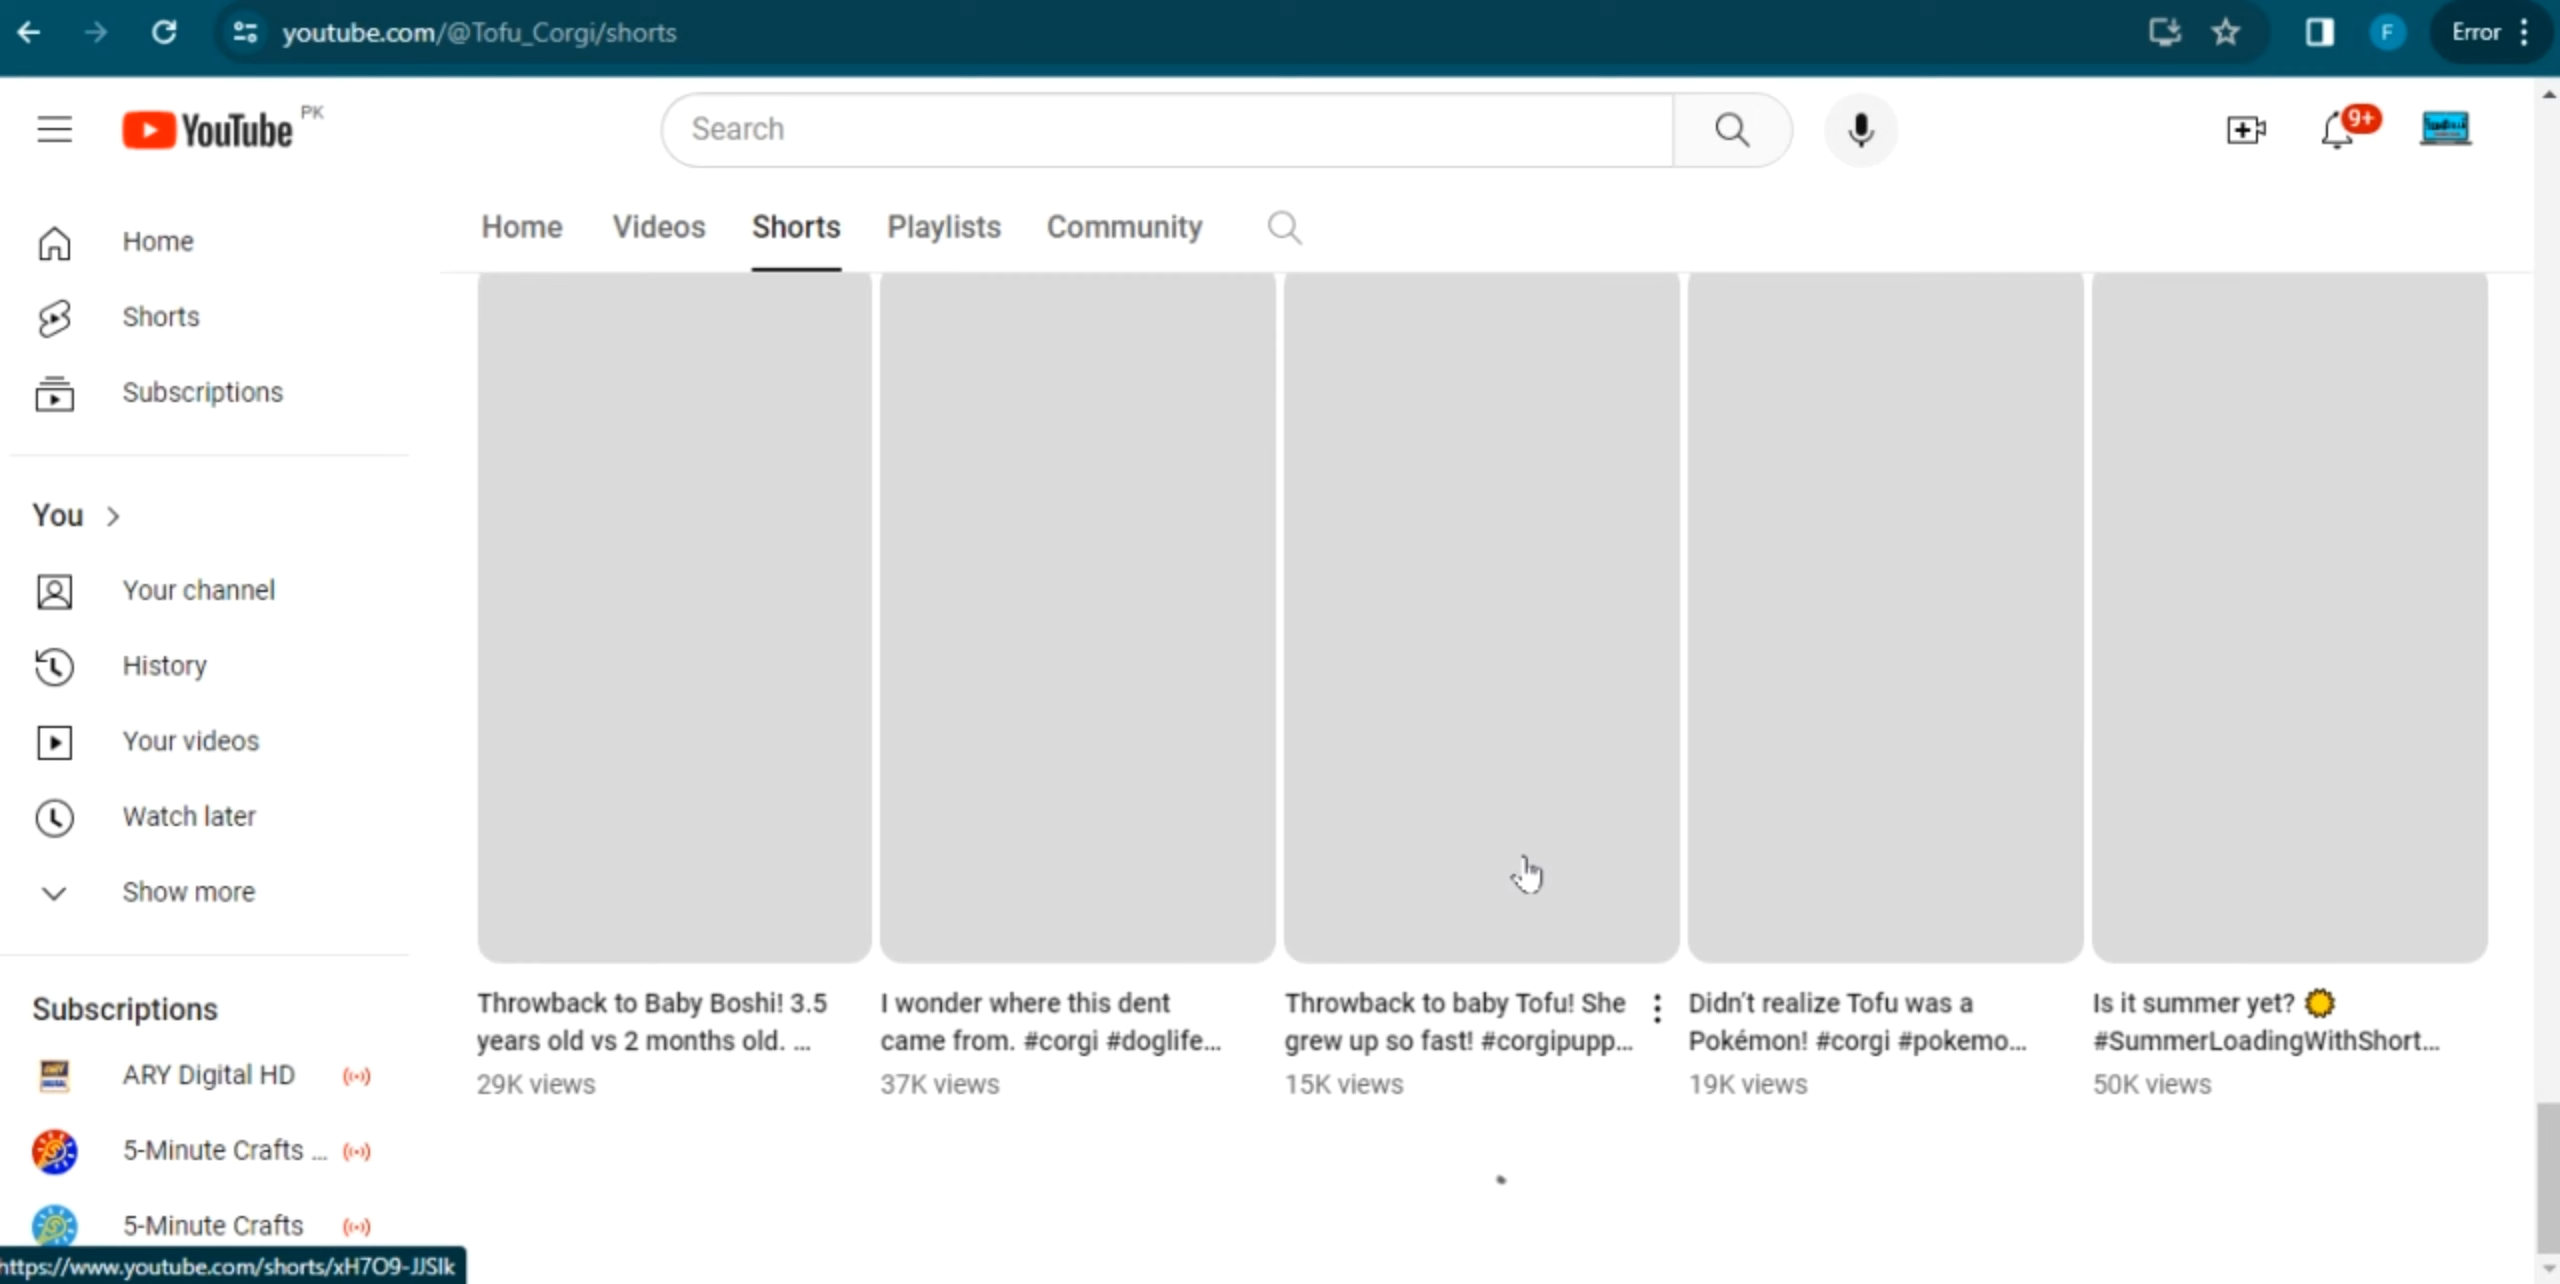 youtube.com/@Tofu_Corgi/shorts
F
Error
YouTube PK
Search
9+
Home
Videos
Shorts
Playlists
Community
Home
Shorts
Subscriptions
You
Your channel
History
Your videos
Watch later
Show more
Subscriptions
ARY Digital HD
5-Minute Crafts ...
5-Minute Crafts
Throwback to Baby Boshi! 3.5
years old vs 2 months old. ...
29K views
I wonder where this dent
came from. #corgi #doglife...
37K views
Throwback to baby Tofu! She
grew up so fast! #corgipupp...
15K views
Didn't realize Tofu was a
Pokémon! #corgi #pokemo...
19K views
Is it summer yet?
#SummerLoadingWithShort...
50K views
https://www.youtube.com/shorts/xH7O9-JJSIk